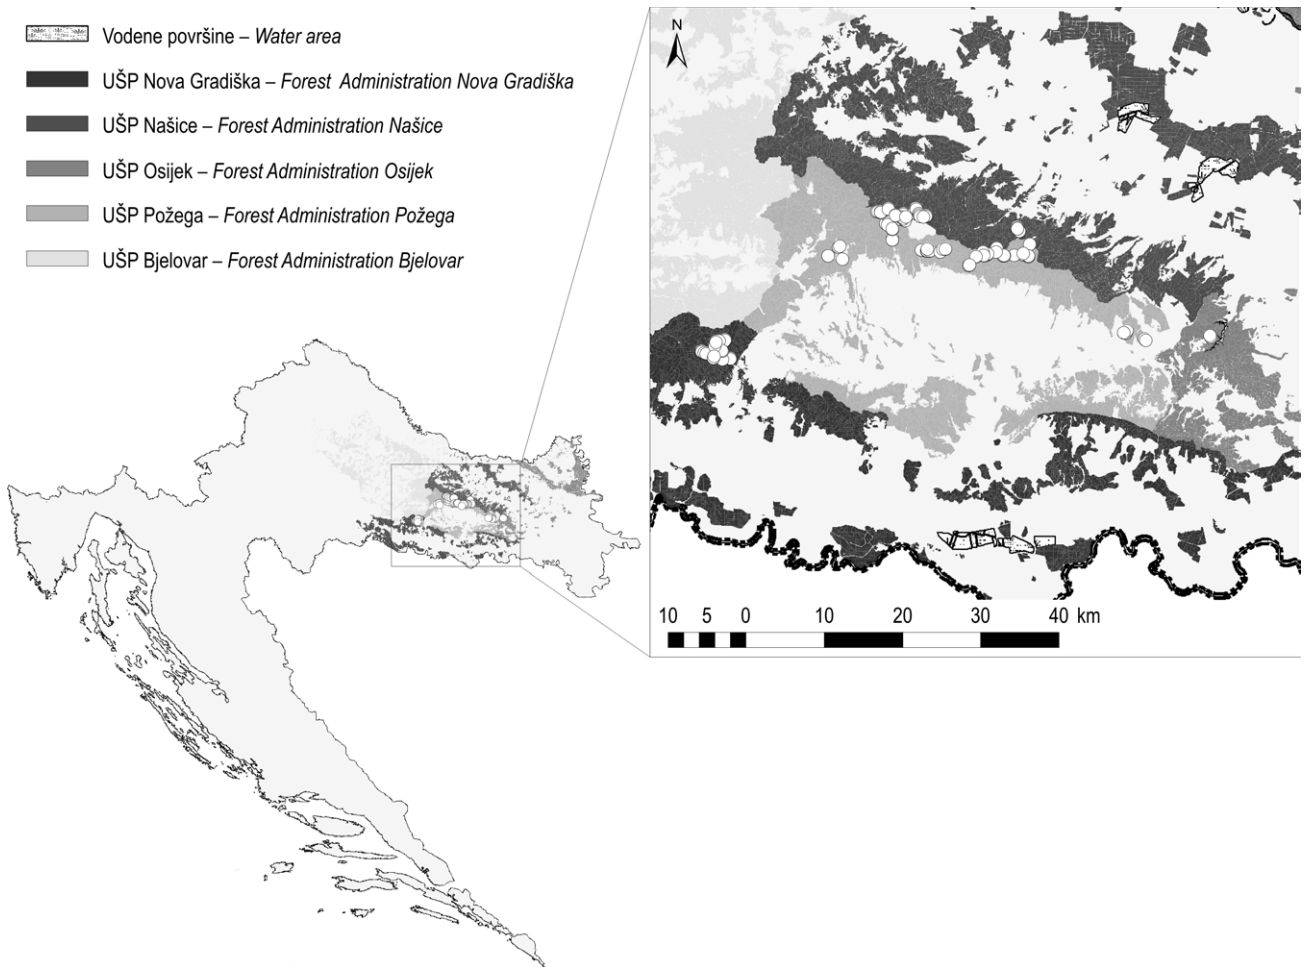 Vodene površine – Water area
UŠP Nova Gradiška – Forest Administration Nova Gradiška
UŠP Našice – Forest Administration Našice
UŠP Osijek – Forest Administration Osijek
UŠP Požega – Forest Administration Požega
UŠP Bjelovar – Forest Administration Bjelovar
N
10 5 0 10 20 30 40 km